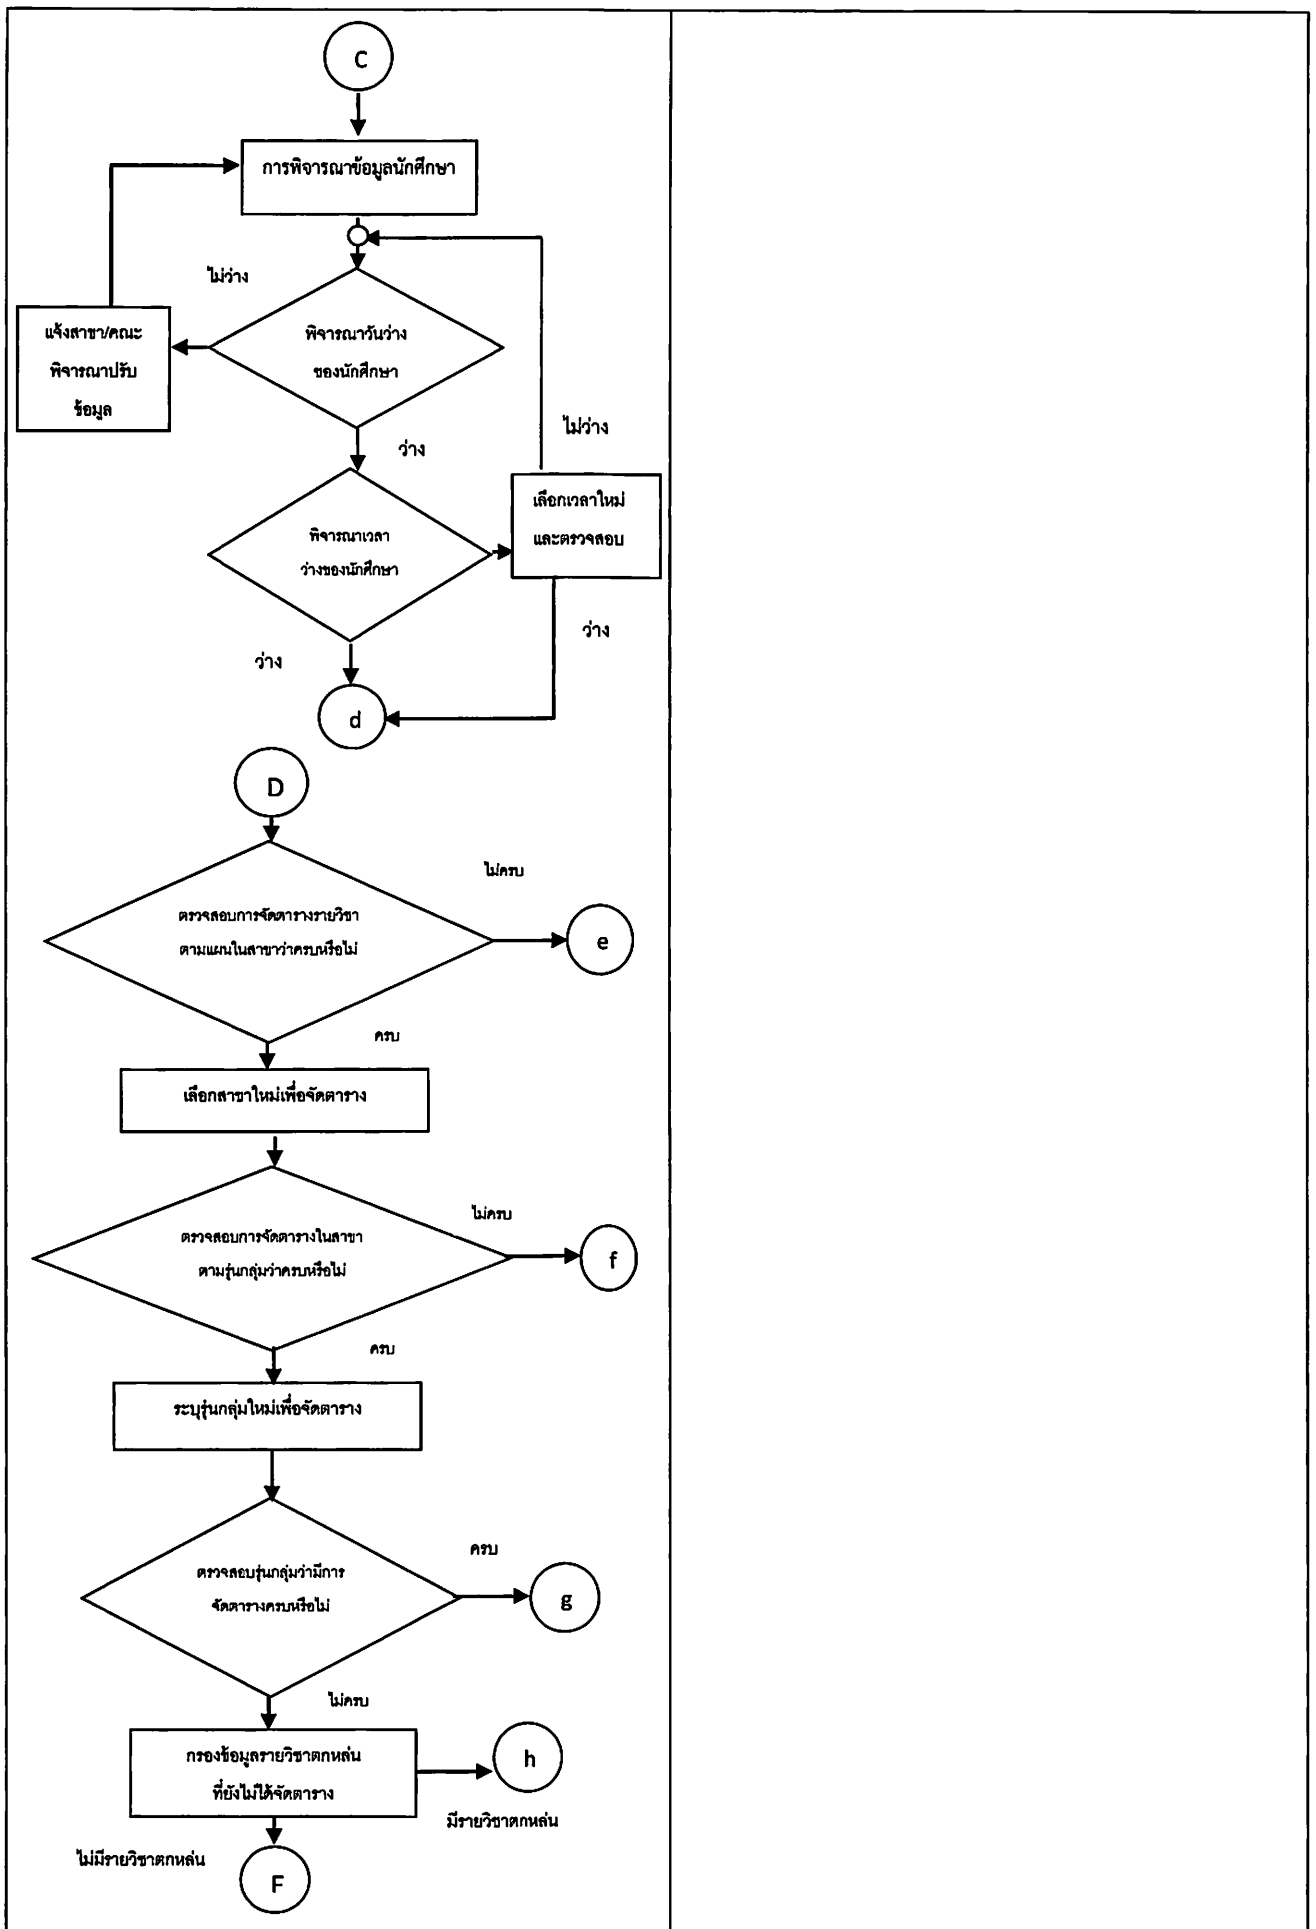 C
การพิจารณาข้อมูลนักศึกษา
ไม่ว่าง
แจ้งสาขา/คณะ
พิจารณาปรับ
ข้อมูล
พิจารณาวันว่าง
ของนักศึกษา
ไม่ว่าง
ว่าง
เลือกเวลาใหม่
และตรวจสอบ
พิจารณาเวลา
ว่างของนักศึกษา
ว่าง
ว่าง
d
D
ไม่ครบ
ตรวจสอบการจัดตารางรายวิชา
ตามแผนในสาขาว่าครบหรือไม่
e
ครบ
เลือกสาขาใหม่เพื่อจัดตาราง
ไม่ครบ
ตรวจสอบการจัดตารางในสาขา
ตามรุ่นกลุ่มว่าครบหรือไม่
f
ครบ
ระบุรุ่นกลุ่มใหม่เพื่อจัดตาราง
ครบ
ตรวจสอบรุ่นกลุ่มว่ามีการ
จัดตารางครบหรือไม่
g
ไม่ครบ
กรองข้อมูลรายวิชาตกหล่น
ที่ยังไม่ได้จัดตาราง
h
มีรายวิชาตกหล่น
ไม่มีรายวิชาตกหล่น
F